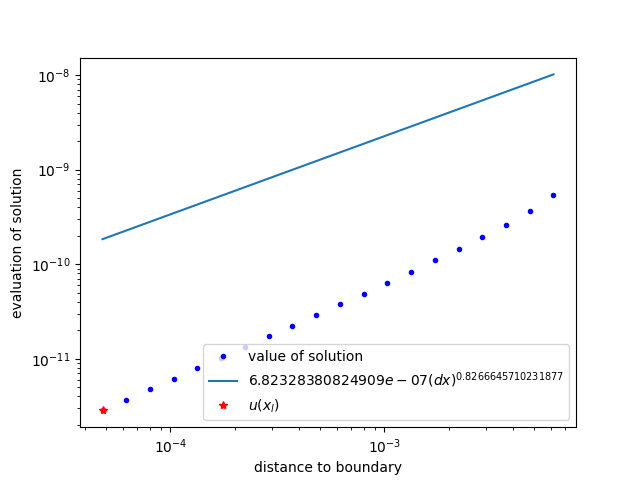 10^{-8}
10^{-9}
10^{-10}
10^{-11}
evaluation of solution
value of solution
6.82328380824909e − 07(dx)^{0.8266645710231877}
u(x_l)
10^{-4} 10^{-3}
distance to boundary